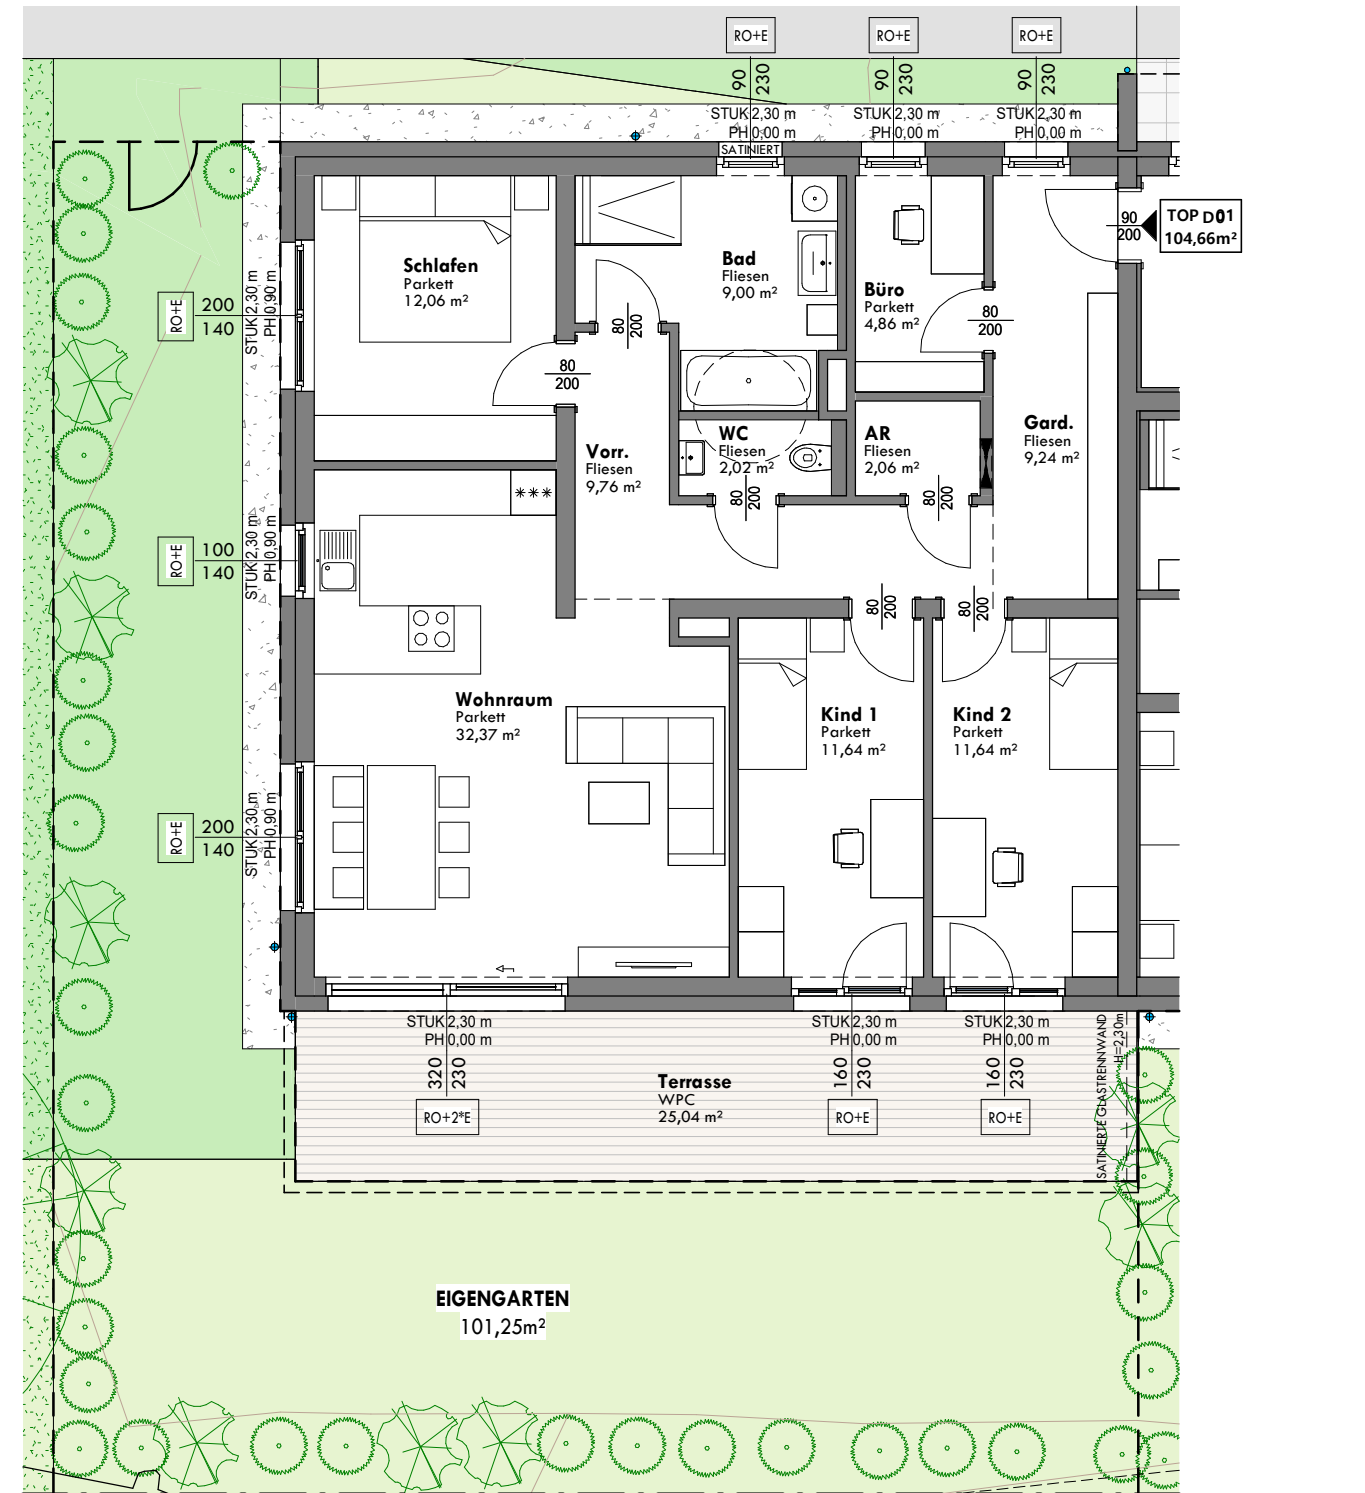 RO+E
RO+E
RO+E
90
230
90
230
90
230
STUK 2,30 m
PH 0,00 m
STUK 2,30 m
PH 0,00 m
STUK 2,30 m
PH 0,00 m
SATINIERT
90
200
TOP D01
104,66m²
Schlafen
Parkett
12,06 m²
Bad
Fliesen
9,00 m²
Büro
Parkett
4,86 m²
80
200
80
200
80
200
RO+E
200
140
STUK 2,30 m
PH 0,90 m
Vorr.
Fliesen
9,76 m²
WC
Fliesen
2,02 m²
AR
Fliesen
2,06 m²
Gard.
Fliesen
9,24 m²
80
200
80
200
RO+E
100
140
STUK 2,30 m
PH 0,90 m
80
200
80
200
Wohnraum
Parkett
32,37 m²
Kind 1
Parkett
11,64 m²
Kind 2
Parkett
11,64 m²
RO+E
200
140
STUK 2,30 m
PH 0,90 m
STUK 2,30 m
PH 0,00 m
STUK 2,30 m
PH 0,00 m
STUK 2,30 m
PH 0,00 m
320
230
160
230
160
230
RO+2*E
RO+E
RO+E
Terrasse
WPC
25,04 m²
SATINIERTE GLASTRENNWAND
H=2,30m
EIGENGARTEN
101,25m²